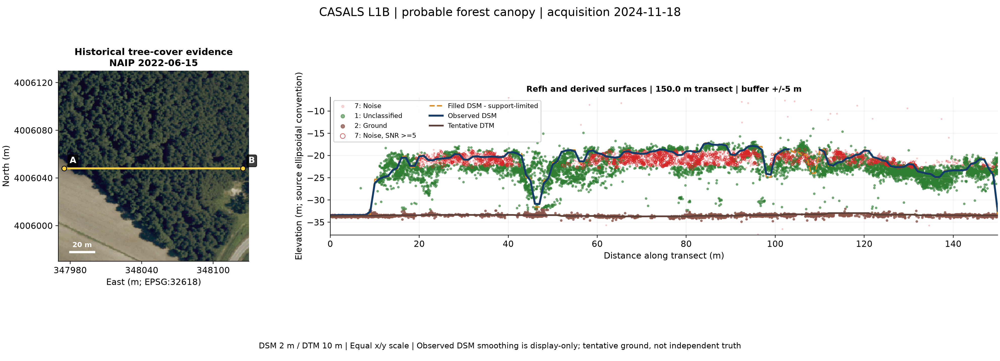 CASALS L1B | probable forest canopy | acquisition 2024-11-18
Historical tree-cover evidence
NAIP 2022-06-15
North (m)
4006120
4006080
4006040
4006000
A
B
20 m
347980
348040
348100
East (m; EPSG:32618)
Refh and derived surfaces | 150.0 m transect | buffer +/-5 m
Elevation (m; source ellipsoidal convention)
−10
−15
−20
−25
−30
−35
7: Noise
1: Unclassified
2: Ground
7: Noise, SNR >=5
Filled DSM - support-limited
Observed DSM
Tentative DTM
0
20
40
60
80
100
120
140
Distance along transect (m)
DSM 2 m / DTM 10 m | Equal x/y scale | Observed DSM smoothing is display-only; tentative ground, not independent truth